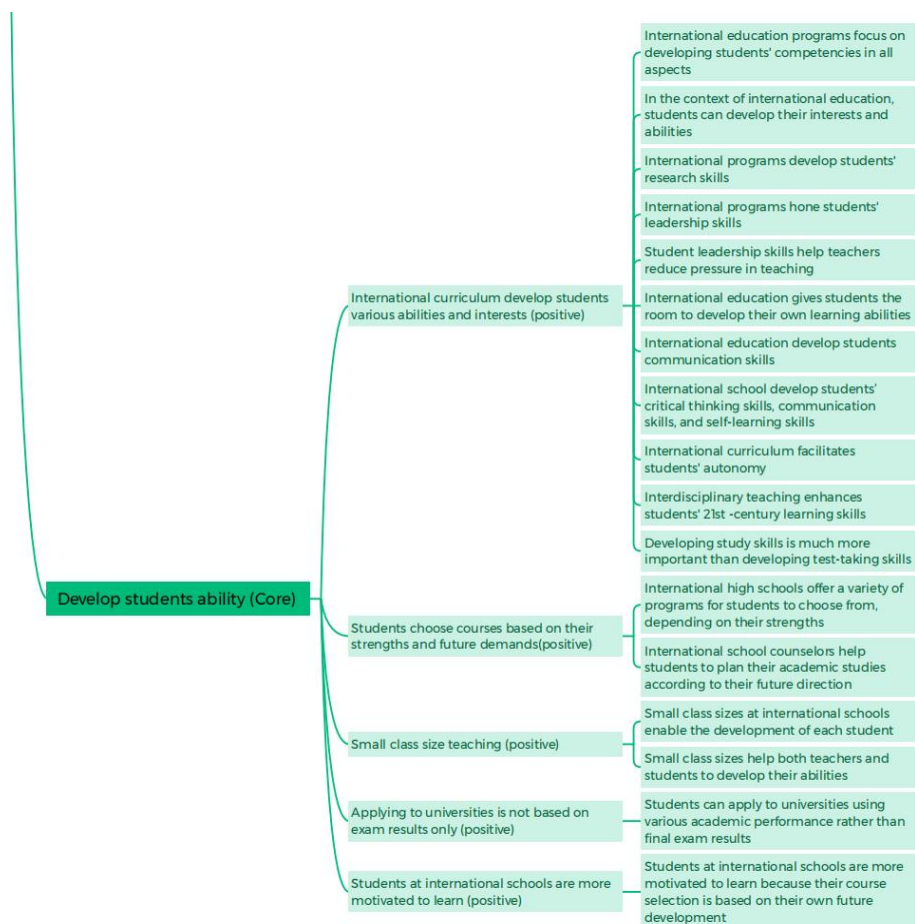 Develop students ability (Core)
International curriculum develop students
various abilities and interests (positive)
International education programs focus on
developing students' competencies in all
aspects
In the context of international education,
students can develop their interests and
abilities
International programs develop students'
research skills
International programs hone students'
leadership skills
Student leadership skills help teachers
reduce pressure in teaching
International education gives students the
room to develop their own learning abilities
International education develop students
communication skills
International school develop students'
critical thinking skills, communication
skills, and self-learning skills
International curriculum facilitates
students' autonomy
Interdisciplinary teaching enhances
students' 21st -century learning skills
Developing study skills is much more
important than developing test-taking skills
Students choose courses based on their
strengths and future demands(positive)
International high schools offer a variety of
programs for students to choose from,
depending on their strengths
International school counselors help
students to plan their academic studies
according to their future direction
Small class size teaching (positive)
Small class sizes at international schools
enable the development of each student
Small class sizes help both teachers and
students to develop their abilities
Applying to universities is not based on
exam results only (positive)
Students can apply to universities using
various academic performance rather than
final exam results
Students at international schools are more
motivated to learn (positive)
Students at international schools are more
motivated to learn because their course
selection is based on their own future
development